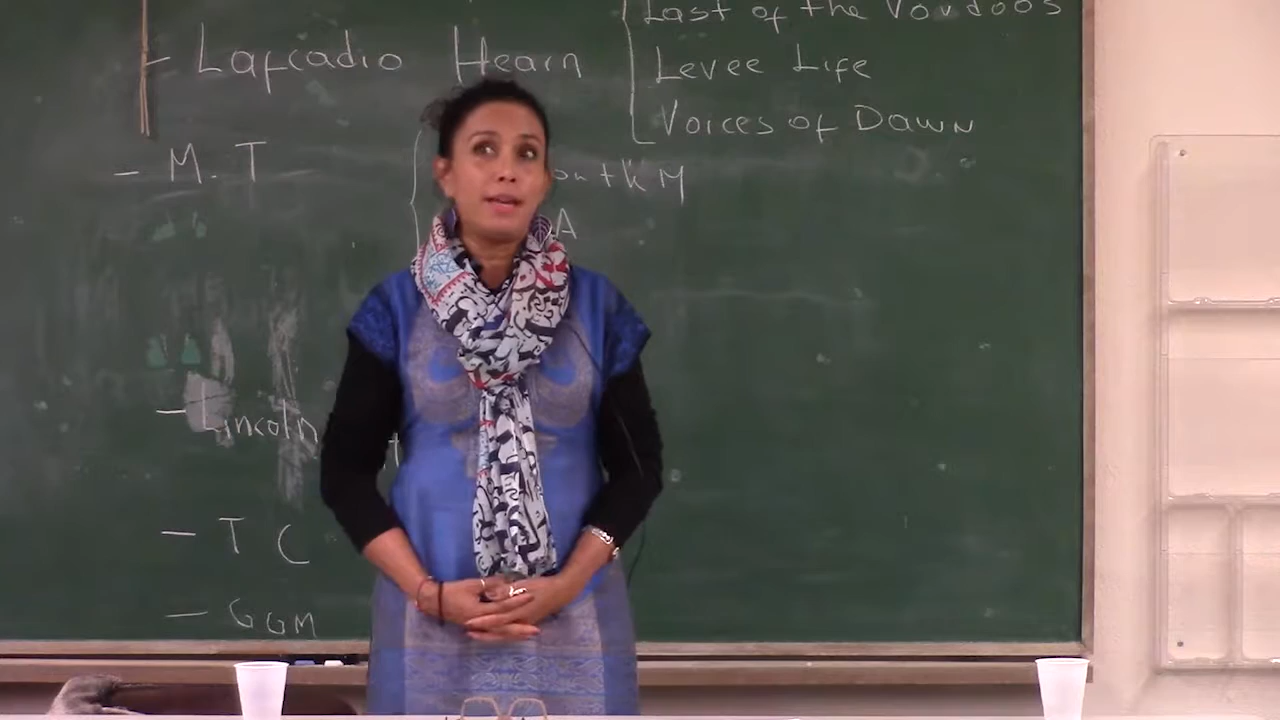 Last of the Voudoos
- Lafcadio Hearn
Levee Life
Voices of Dawn
- M.T
A
- Lincoln
- T C
- G G M